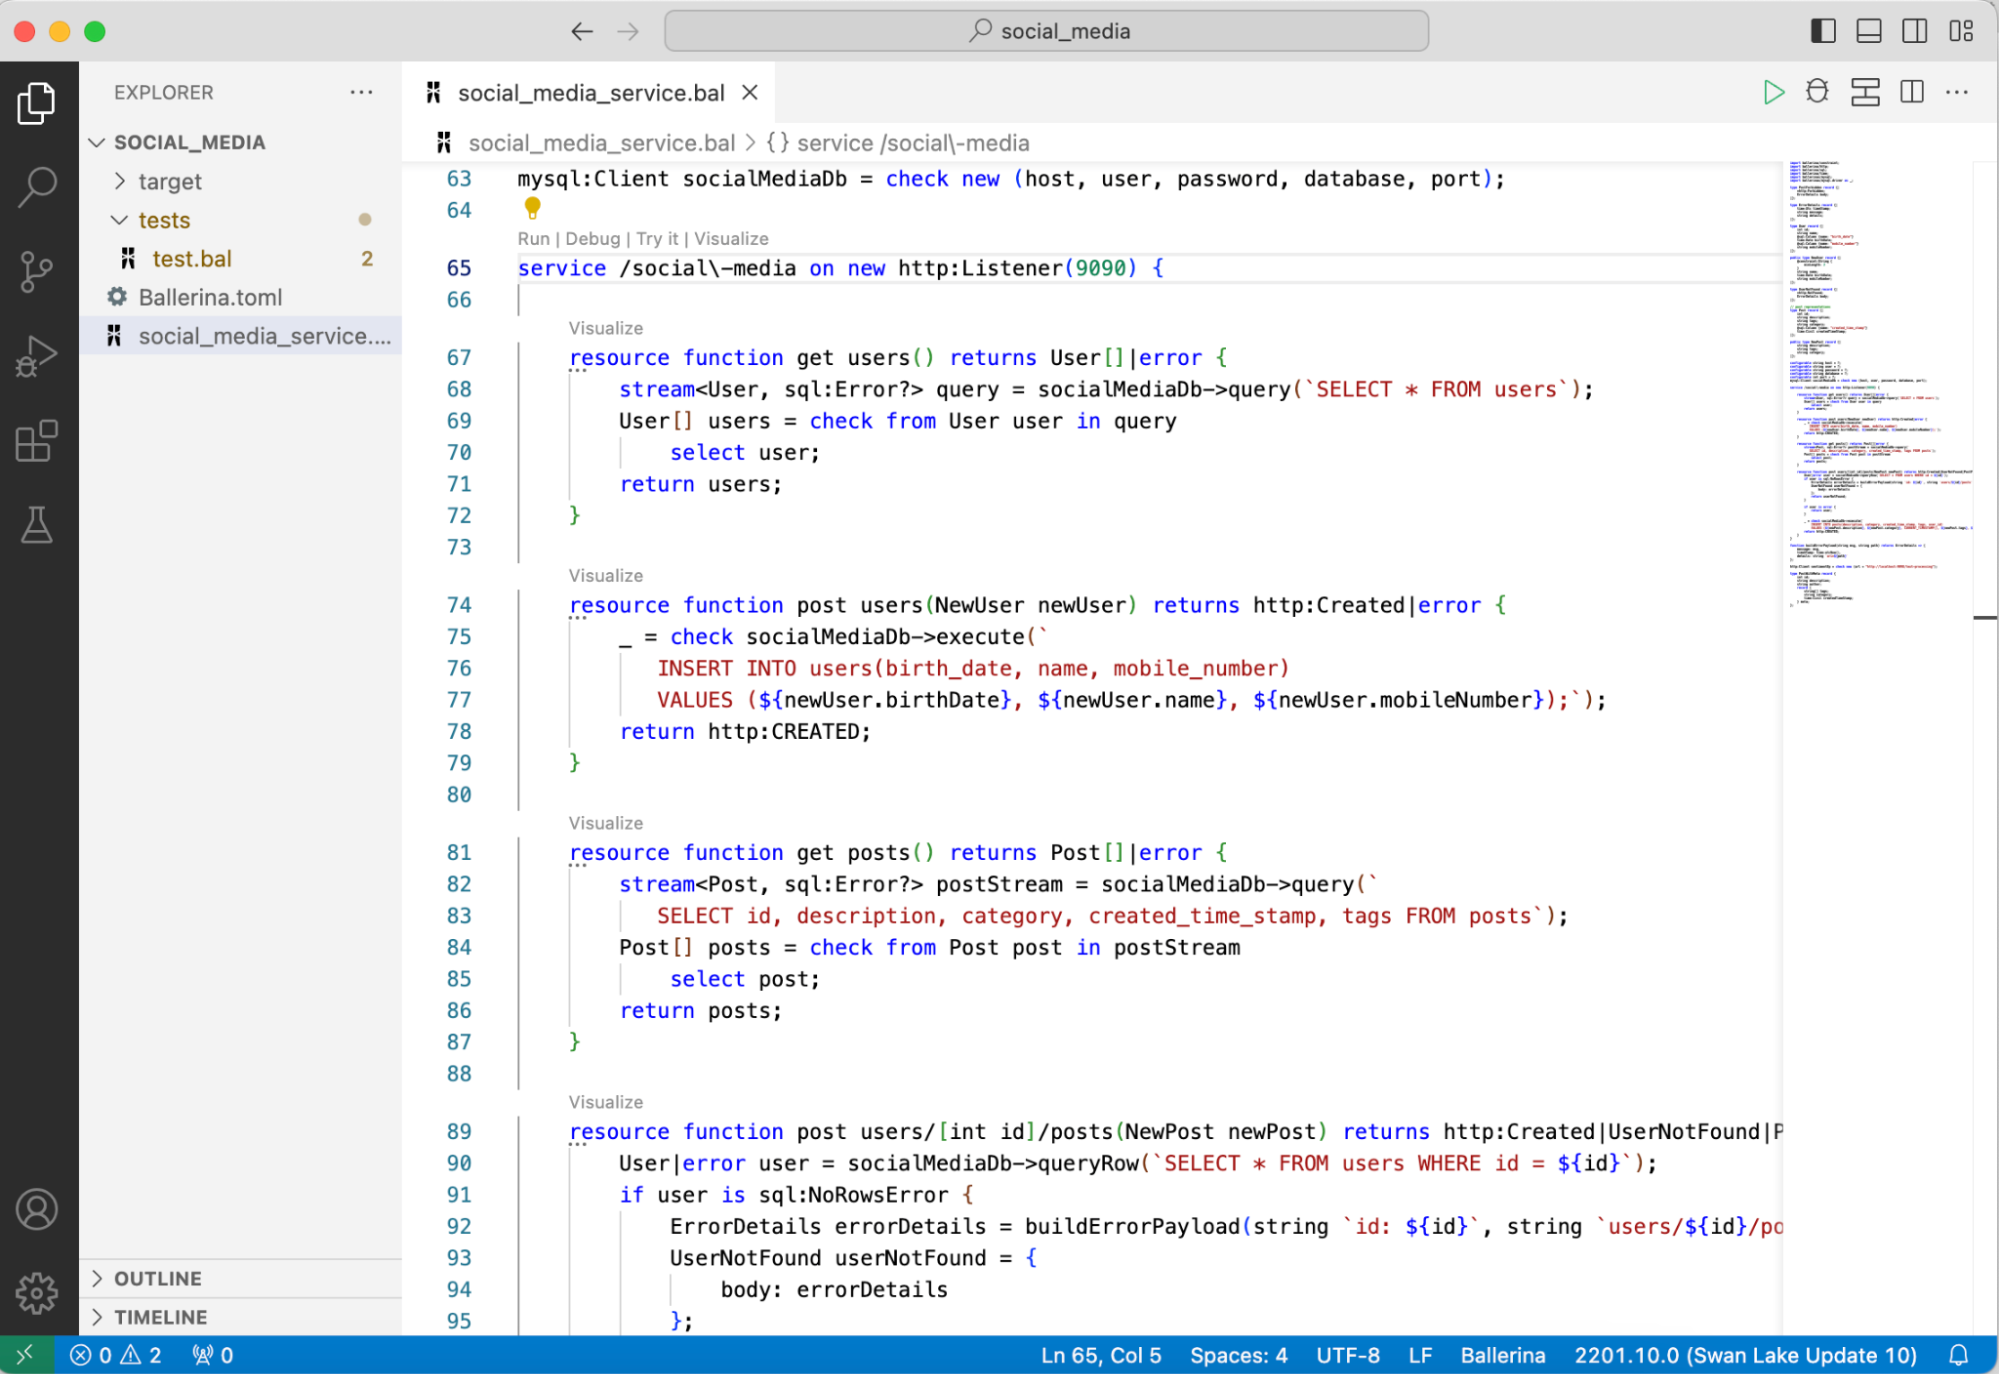 social_media
EXPLORER
SOCIAL_MEDIA
target
tests
test.bal 2
Ballerina.toml
social_media_service....
OUTLINE
TIMELINE
social_media_service.bal
social_media_service.bal > {} service /social\-media
63 mysql:Client socialMediaDb = check new (host, user, password, database, port);
64
Run | Debug | Try it | Visualize
65 service /social\-media on new http:Listener(9090) {
66
Visualize
67 resource function get users() returns User[]|error {
68 stream<User, sql:Error?> query = socialMediaDb->query(`SELECT * FROM users`);
69 User[] users = check from User user in query
70 select user;
71 return users;
72 }
73
Visualize
74 resource function post users(NewUser newUser) returns http:Created|error {
75 _ = check socialMediaDb->execute(`
76 INSERT INTO users(birth_date, name, mobile_number)
77 VALUES (${newUser.birthDate}, ${newUser.name}, ${newUser.mobileNumber});`);
78 return http:CREATED;
79 }
80
Visualize
81 resource function get posts() returns Post[]|error {
82 stream<Post, sql:Error?> postStream = socialMediaDb->query(`
83 SELECT id, description, category, created_time_stamp, tags FROM posts`);
84 Post[] posts = check from Post post in postStream
85 select post;
86 return posts;
87 }
88
Visualize
89 resource function post users/[int id]/posts(NewPost newPost) returns http:Created|UserNotFound|P
90 User|error user = socialMediaDb->queryRow(`SELECT * FROM users WHERE id = ${id}`);
91 if user is sql:NoRowsError {
92 ErrorDetails errorDetails = buildErrorPayload(string `id: ${id}`, string `users/${id}/po
93 UserNotFound userNotFound = {
94 body: errorDetails
95 };
0 2 0 Ln 65, Col 5 Spaces: 4 UTF-8 LF Ballerina 2201.10.0 (Swan Lake Update 10)